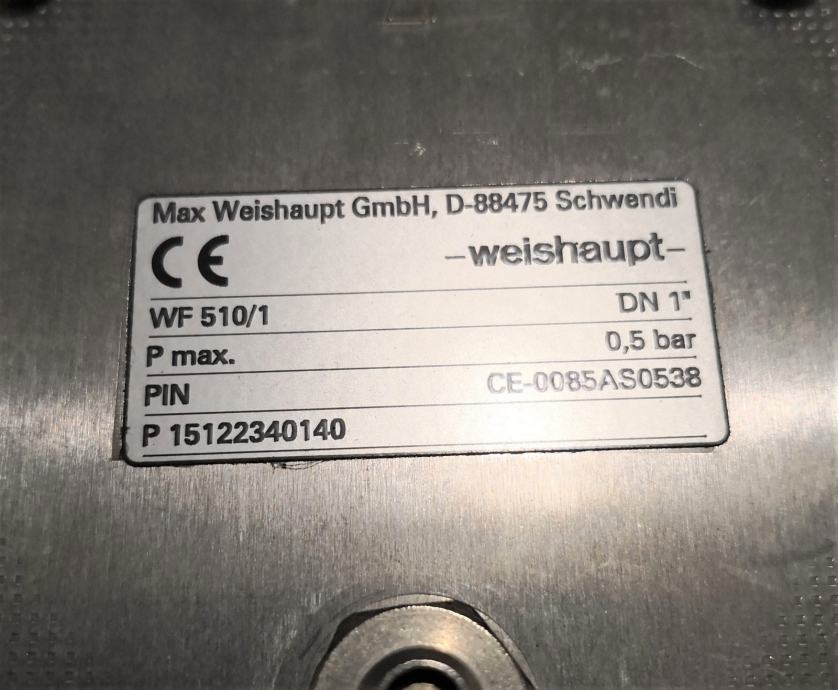 Max Weishaupt GmbH, D-88475 Schwendi
CE -weishaupt-
WF 510/1 DN 1"
P max. 0,5 bar
PIN CE-0085AS0538
P 15122340140